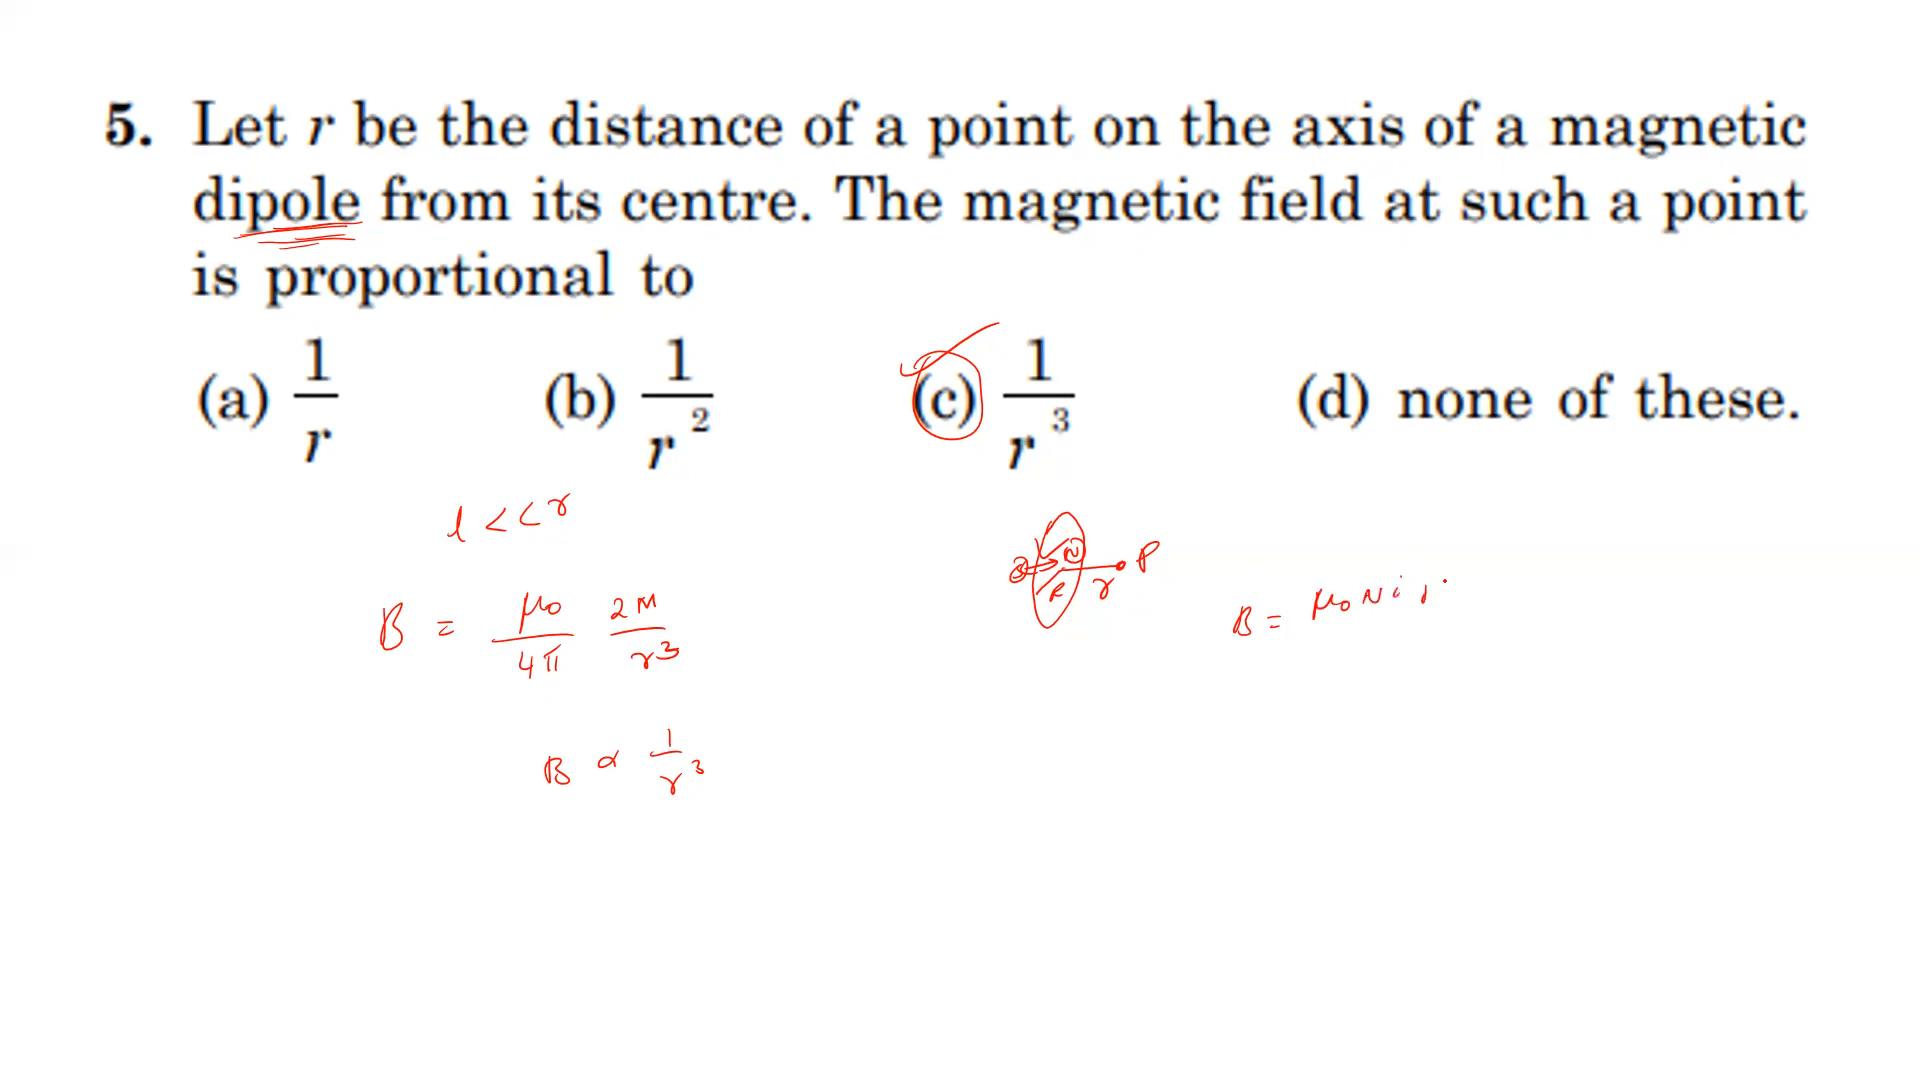 5. Let r be the distance of a point on the axis of a magnetic
dipole from its centre. The magnetic field at such a point
is proportional to
(a) 1/r (b) 1/r² (c) 1/r³ (d) none of these.
l << r
N P
R r
B = μ₀/4π 2M/r³
B = μ₀Ni
B ∝ 1/r³